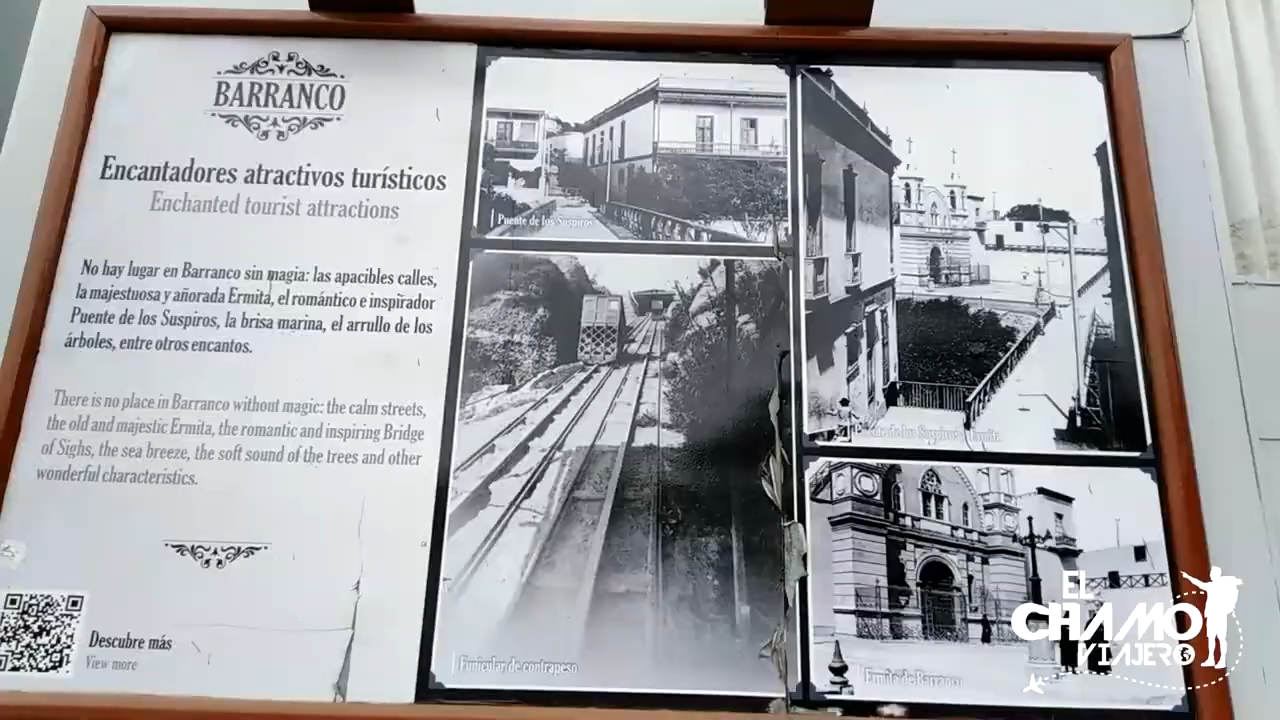 BARRANCO
Encantadores atractivos turísticos
Enchanted tourist attractions
No hay lugar en Barranco sin magia: las apacibles calles,
la majestuosa y añorada Ermita, el romántico e inspirador
Puente de los Suspiros, la brisa marina, el arrullo de los
árboles, entre otros encantos.
There is no place in Barranco without magic: the calm streets,
the old and majestic Ermita, the romantic and inspiring Bridge
of Sighs, the sea breeze, the soft sound of the trees and other
wonderful characteristics.
Descubre más
View more
Puente de los Suspiros
Funicular de contrapeso
de los Suspiros Ermita
Ermita de Barranco
EL
CHAMO
VIAJERO